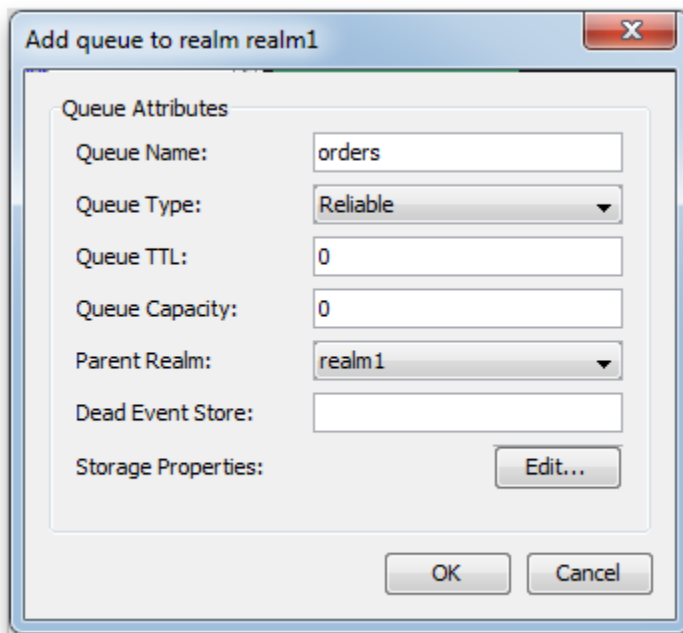 Add queue to realm realm1
Queue Attributes
Queue Name: orders
Queue Type: Reliable
Queue TTL: 0
Queue Capacity: 0
Parent Realm: realm1
Dead Event Store:
Storage Properties: Edit...
OK Cancel